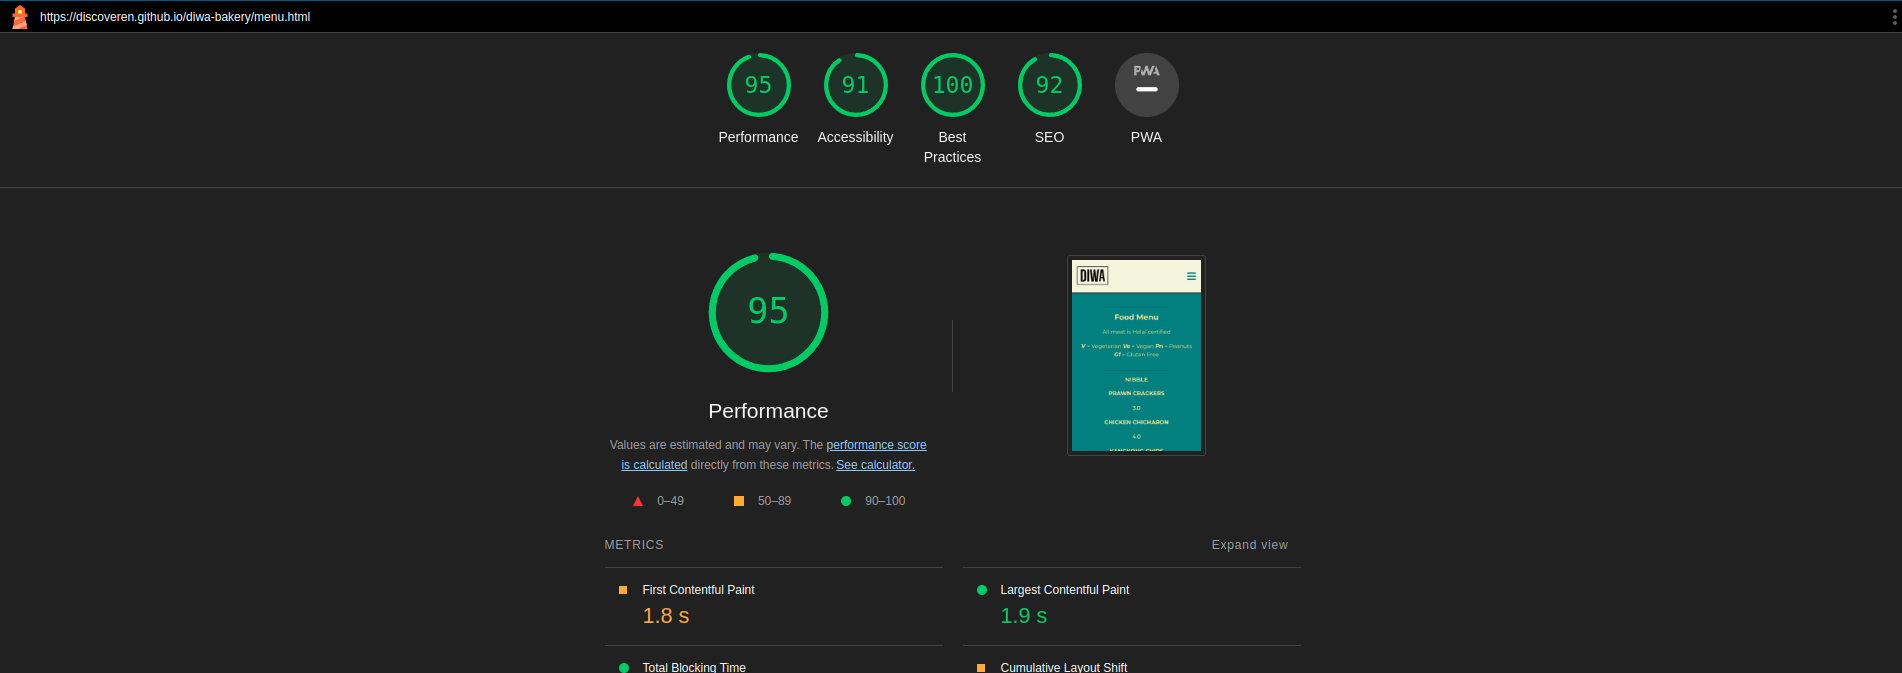 https://discoveren.github.io/diwa-bakery/menu.html
95
91
100
92
PWA
Performance
Accessibility
Best
Practices
SEO
PWA
95
Performance
Values are estimated and may vary. The performance score
is calculated directly from these metrics. See calculator.
0–49
50–89
90–100
DIWA
Food Menu
All meat is Halal certified
V - Vegetarian Ve - Vegan Pn - Peanuts
Gf - Gluten Free
NIBBLE
PRAWN CRACKERS
3.0
CHICKEN CHICHARON
4.0
METRICS
Expand view
First Contentful Paint
1.8 s
Largest Contentful Paint
1.9 s
Total Blocking Time
Cumulative Layout Shift